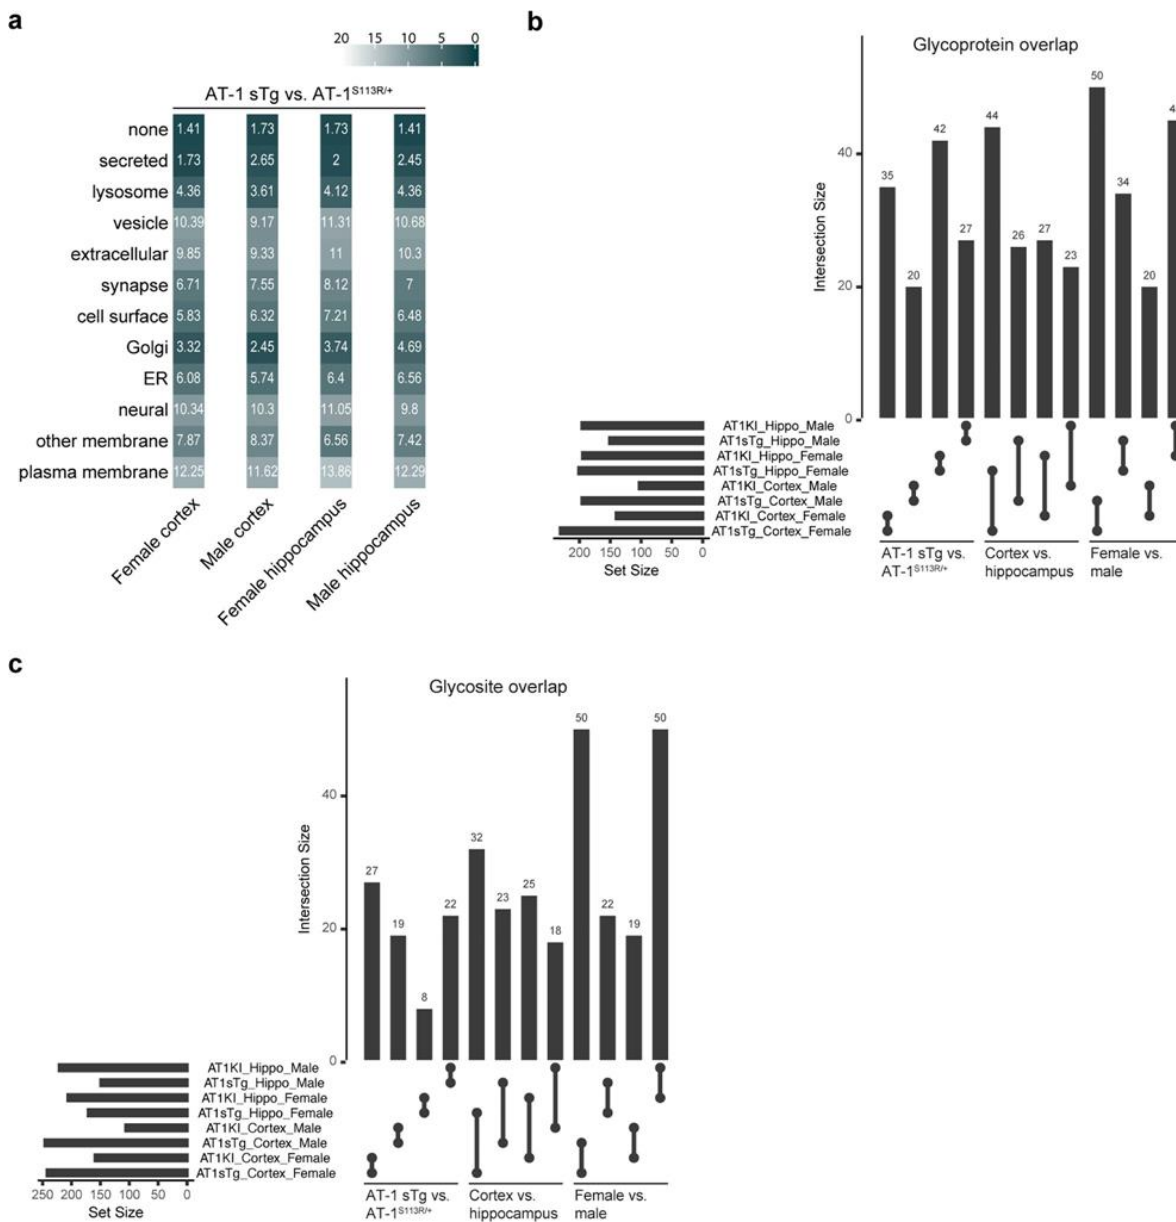 a
20 15 10 5 0
AT-1 sTg vs. AT-1^S113R/+
none 1.41 1.73 1.73 1.41
secreted 1.73 2.65 2 2.45
lysosome 4.36 3.61 4.12 4.36
vesicle 10.39 9.17 11.31 10.68
extracellular 9.85 9.33 11 10.3
synapse 6.71 7.55 8.12 7
cell surface 5.83 6.32 7.21 6.48
Golgi 3.32 2.45 3.74 4.69
ER 6.08 5.74 6.4 6.56
neural 10.34 10.3 11.05 9.8
other membrane 7.87 8.37 6.56 7.42
plasma membrane 12.25 11.62 13.86 12.29
Female cortex
Male cortex
Female hippocampus
Male hippocampus
b
Glycoprotein overlap
Intersection Size
40
20
0
35 20 42 27 44 26 27 23 50 34 20
AT1KI_Hippo_Male
AT1sTg_Hippo_Male
AT1KI_Hippo_Female
AT1sTg_Hippo_Female
AT1KI_Cortex_Male
AT1sTg_Cortex_Male
AT1KI_Cortex_Female
AT1sTg_Cortex_Female
200 150 100 50 0
Set Size
AT-1 sTg vs.
AT-1^S113R/+
Cortex vs.
hippocampus
Female vs.
male
c
Glycosite overlap
Intersection Size
40
20
0
27 19 8 22 32 23 25 18 50 22 19 50
AT1KI_Hippo_Male
AT1sTg_Hippo_Male
AT1KI_Hippo_Female
AT1sTg_Hippo_Female
AT1KI_Cortex_Male
AT1sTg_Cortex_Male
AT1KI_Cortex_Female
AT1sTg_Cortex_Female
250 200 150 100 50 0
Set Size
AT-1 sTg vs.
AT-1^S113R/+
Cortex vs.
hippocampus
Female vs.
male